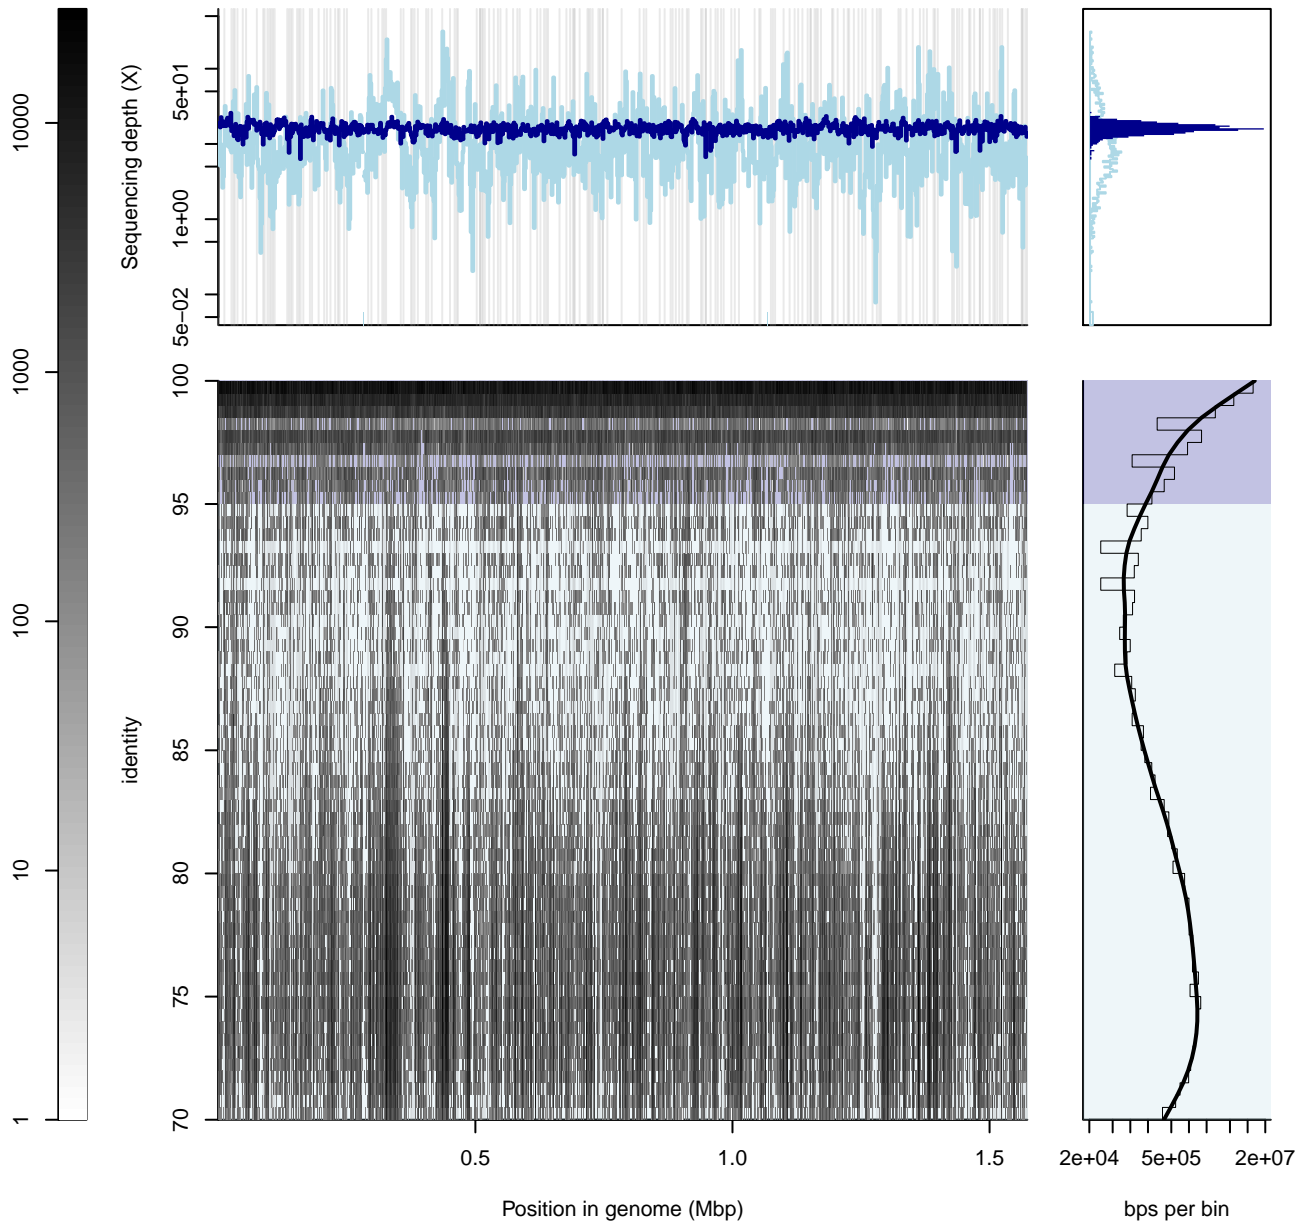 10000
1000
100
10
1
Sequencing depth (X)
5e+01
1e+00
5e-02
identity
100
95
90
85
80
75
70
0.5
1.0
1.5
Position in genome (Mbp)
2e+04
5e+05
2e+07
bps per bin